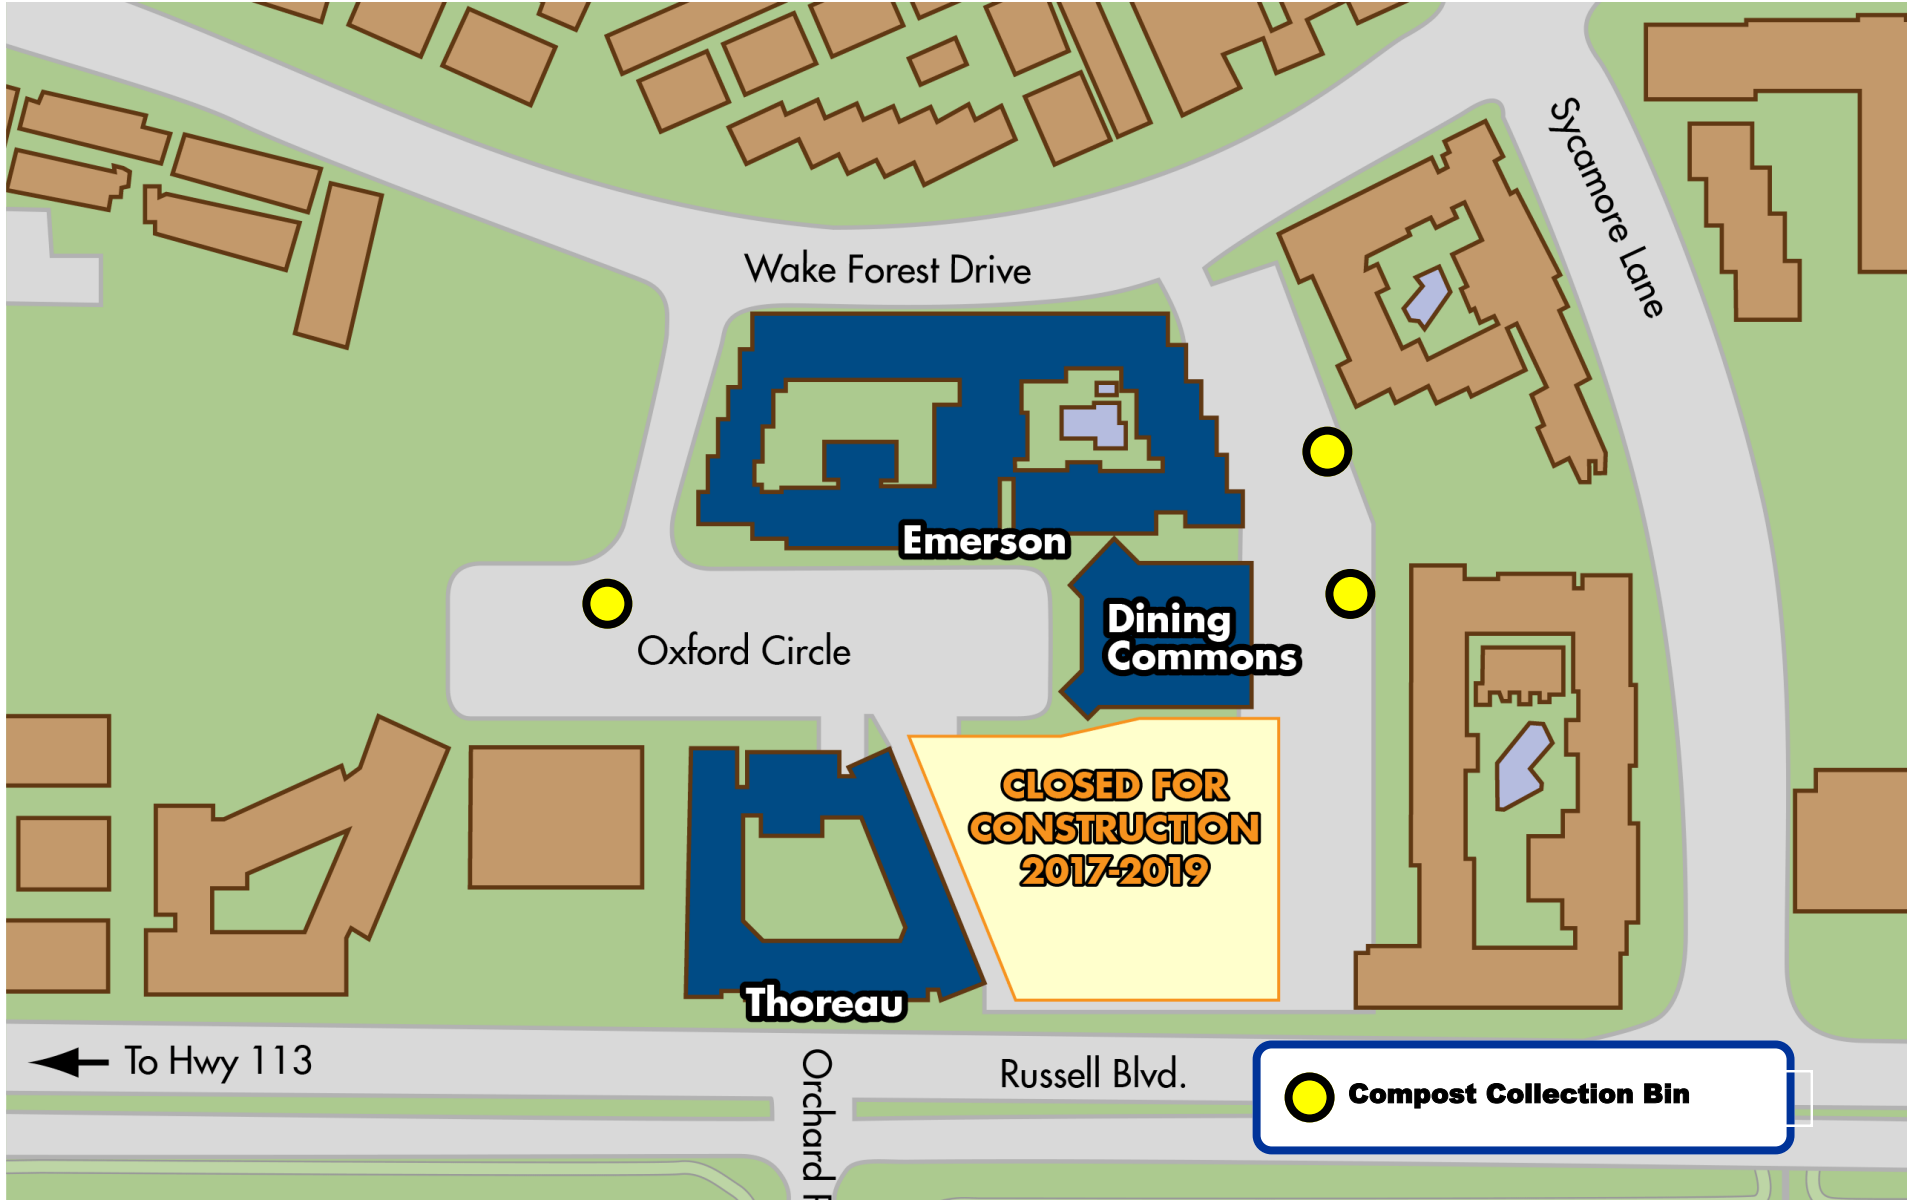 Sycamore Lane
Wake Forest Drive
Emerson
Dining
Commons
Oxford Circle
CLOSED FOR
CONSTRUCTION
2017-2019
Thoreau
To Hwy 113
Orchard
Russell Blvd.
Compost Collection Bin